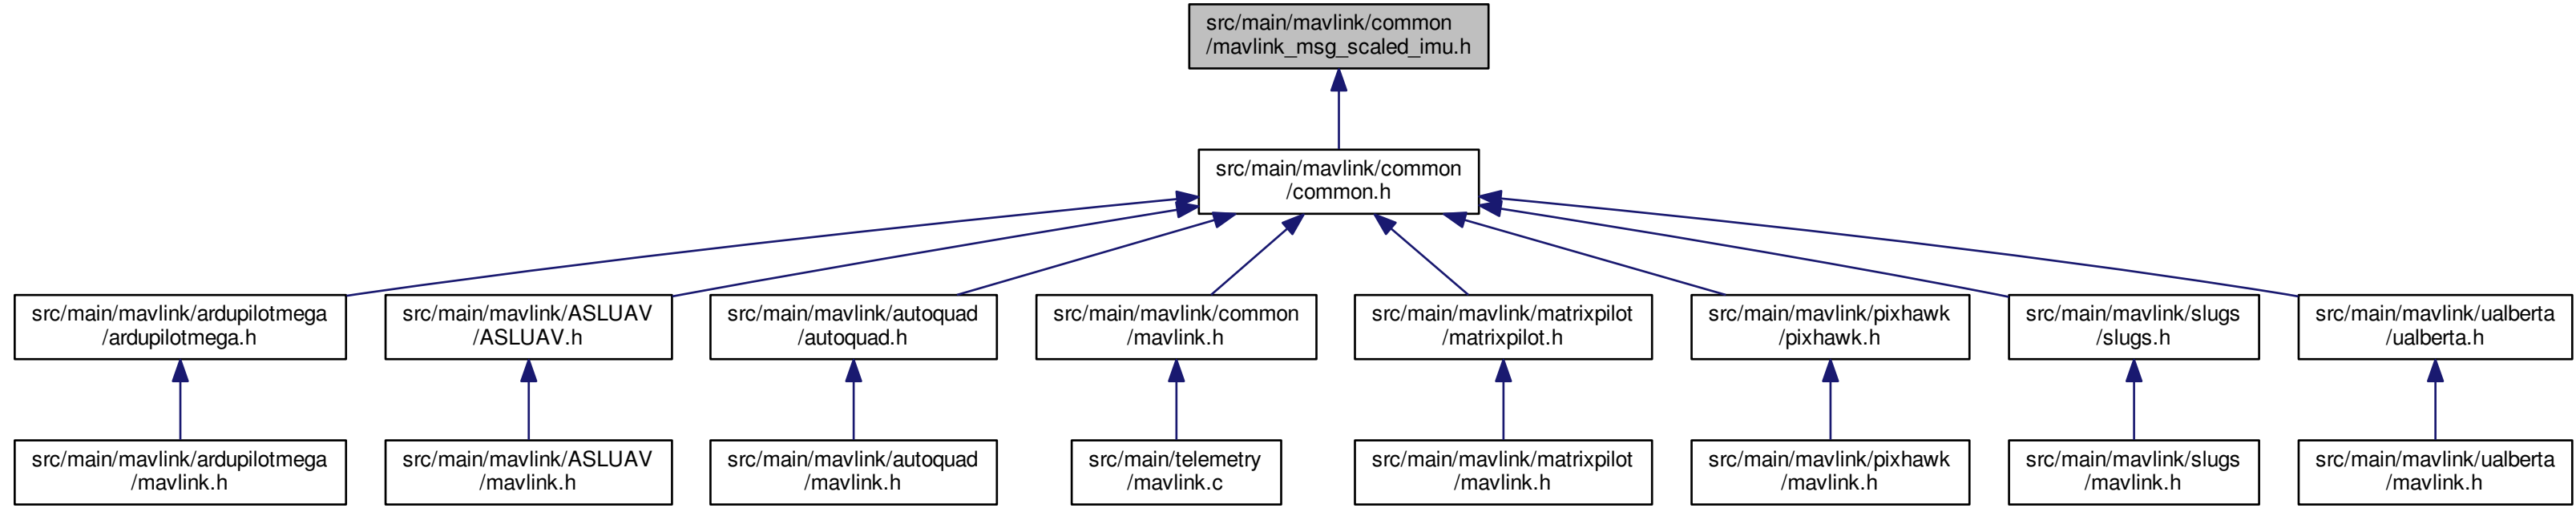 src/main/mavlink/common
/mavlink_msg_scaled_imu.h
src/main/mavlink/common
/common.h
src/main/mavlink/ardupilotmega
/ardupilotmega.h
src/main/mavlink/ASLUAV
/ASLUAV.h
src/main/mavlink/autoquad
/autoquad.h
src/main/mavlink/common
/mavlink.h
src/main/mavlink/matrixpilot
/matrixpilot.h
src/main/mavlink/pixhawk
/pixhawk.h
src/main/mavlink/slugs
/slugs.h
src/main/mavlink/ualberta
/ualberta.h
src/main/mavlink/ardupilotmega
/mavlink.h
src/main/mavlink/ASLUAV
/mavlink.h
src/main/mavlink/autoquad
/mavlink.h
src/main/telemetry
/mavlink.c
src/main/mavlink/matrixpilot
/mavlink.h
src/main/mavlink/pixhawk
/mavlink.h
src/main/mavlink/slugs
/mavlink.h
src/main/mavlink/ualberta
/mavlink.h